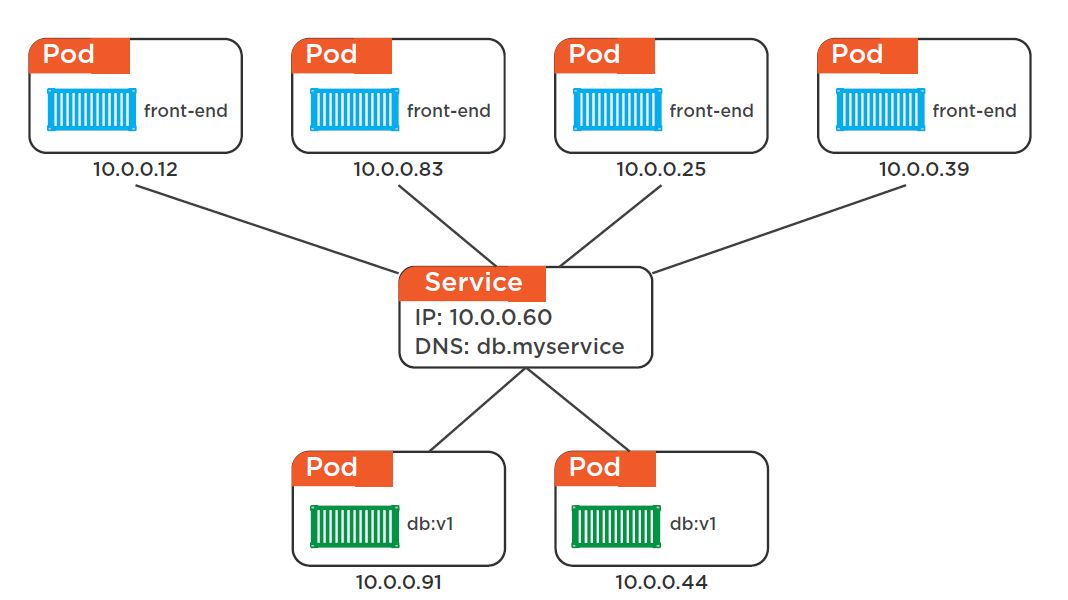 Pod
Pod
Pod
Pod
front-end
front-end
front-end
front-end
10.0.0.12
10.0.0.83
10.0.0.25
10.0.0.39
Service
IP: 10.0.0.60
DNS: db.myservice
Pod
Pod
db:v1
db:v1
10.0.0.91
10.0.0.44